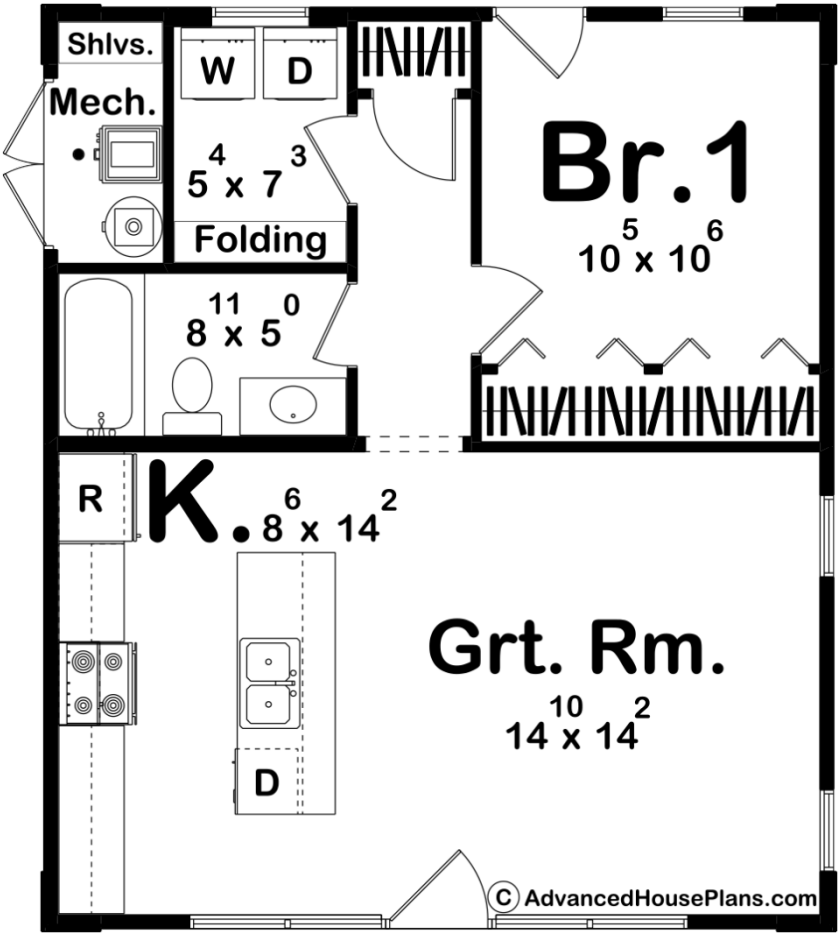 Shlvs.
Mech.
W
D
5⁴ x 7³
Folding
Br.1
10⁵ x 10⁶
8¹¹ x 5⁰
R
K. 8⁶ x 14²
Grt. Rm.
14¹⁰ x 14²
D
© AdvancedHousePlans.com